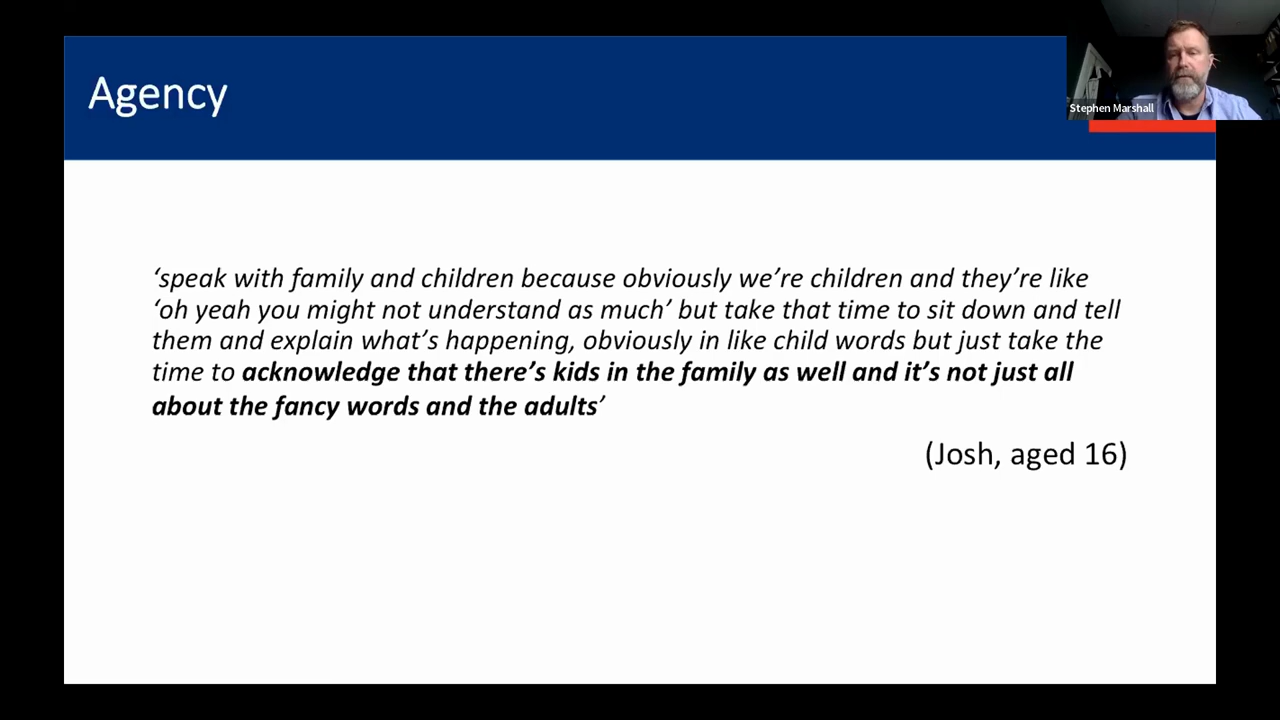 Agency
Stephen Marshall
‘speak with family and children because obviously we’re children and they’re like
‘oh yeah you might not understand as much’ but take that time to sit down and tell
them and explain what’s happening, obviously in like child words but just take the
time to acknowledge that there’s kids in the family as well and it’s not just all
about the fancy words and the adults’
(Josh, aged 16)